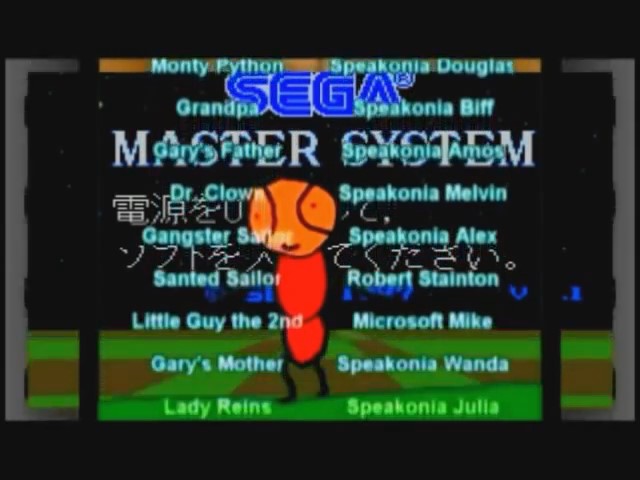 Monty Python Speakonia Douglas
SEGA®
Grandpa Speakonia Biff
MASTER SYSTEM
Gary's Father Speakonia Amos
Dr. Clown Speakonia Melvin
電源を て,
Gangster Sailor Speakonia Alex
ソフトを てください。
Santed Sailor Robert Stainton
Little Guy the 2nd Microsoft Mike
Gary's Mother Speakonia Wanda
Lady Reins Speakonia Julia